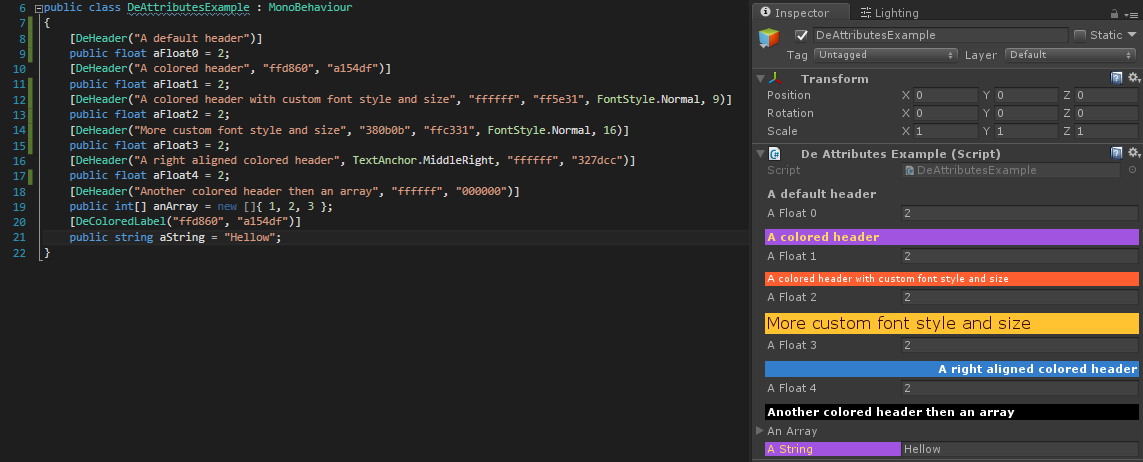 6 public class DeAttributesExample : MonoBehaviour
7 {
8 [DeHeader("A default header")]
9 public float aFloat0 = 2;
10 [DeHeader("A colored header", "ffd860", "a154df")]
11 public float aFloat1 = 2;
12 [DeHeader("A colored header with custom font style and size", "ffffff", "ff5e31", FontStyle.Normal, 9)]
13 public float aFloat2 = 2;
14 [DeHeader("More custom font style and size", "380b0b", "ffc331", FontStyle.Normal, 16)]
15 public float aFloat3 = 2;
16 [DeHeader("A right aligned colored header", TextAnchor.MiddleRight, "ffffff", "327dcc")]
17 public float aFloat4 = 2;
18 [DeHeader("Another colored header then an array", "ffffff", "000000")]
19 public int[] anArray = new []{ 1, 2, 3 };
20 [DeColoredLabel("ffd860", "a154df")]
21 public string aString = "Hellow";
22 }
Inspector Lighting
DeAttributesExample Static
Tag Untagged Layer Default
Transform
Position X 0 Y 0 Z 0
Rotation X 0 Y 0 Z 0
Scale X 1 Y 1 Z 1
De Attributes Example (Script)
Script DeAttributesExample
A default header
A Float 0 2
A colored header
A Float 1 2
A colored header with custom font style and size
A Float 2 2
More custom font style and size
A Float 3 2
A right aligned colored header
A Float 4 2
Another colored header then an array
An Array
A String Hellow